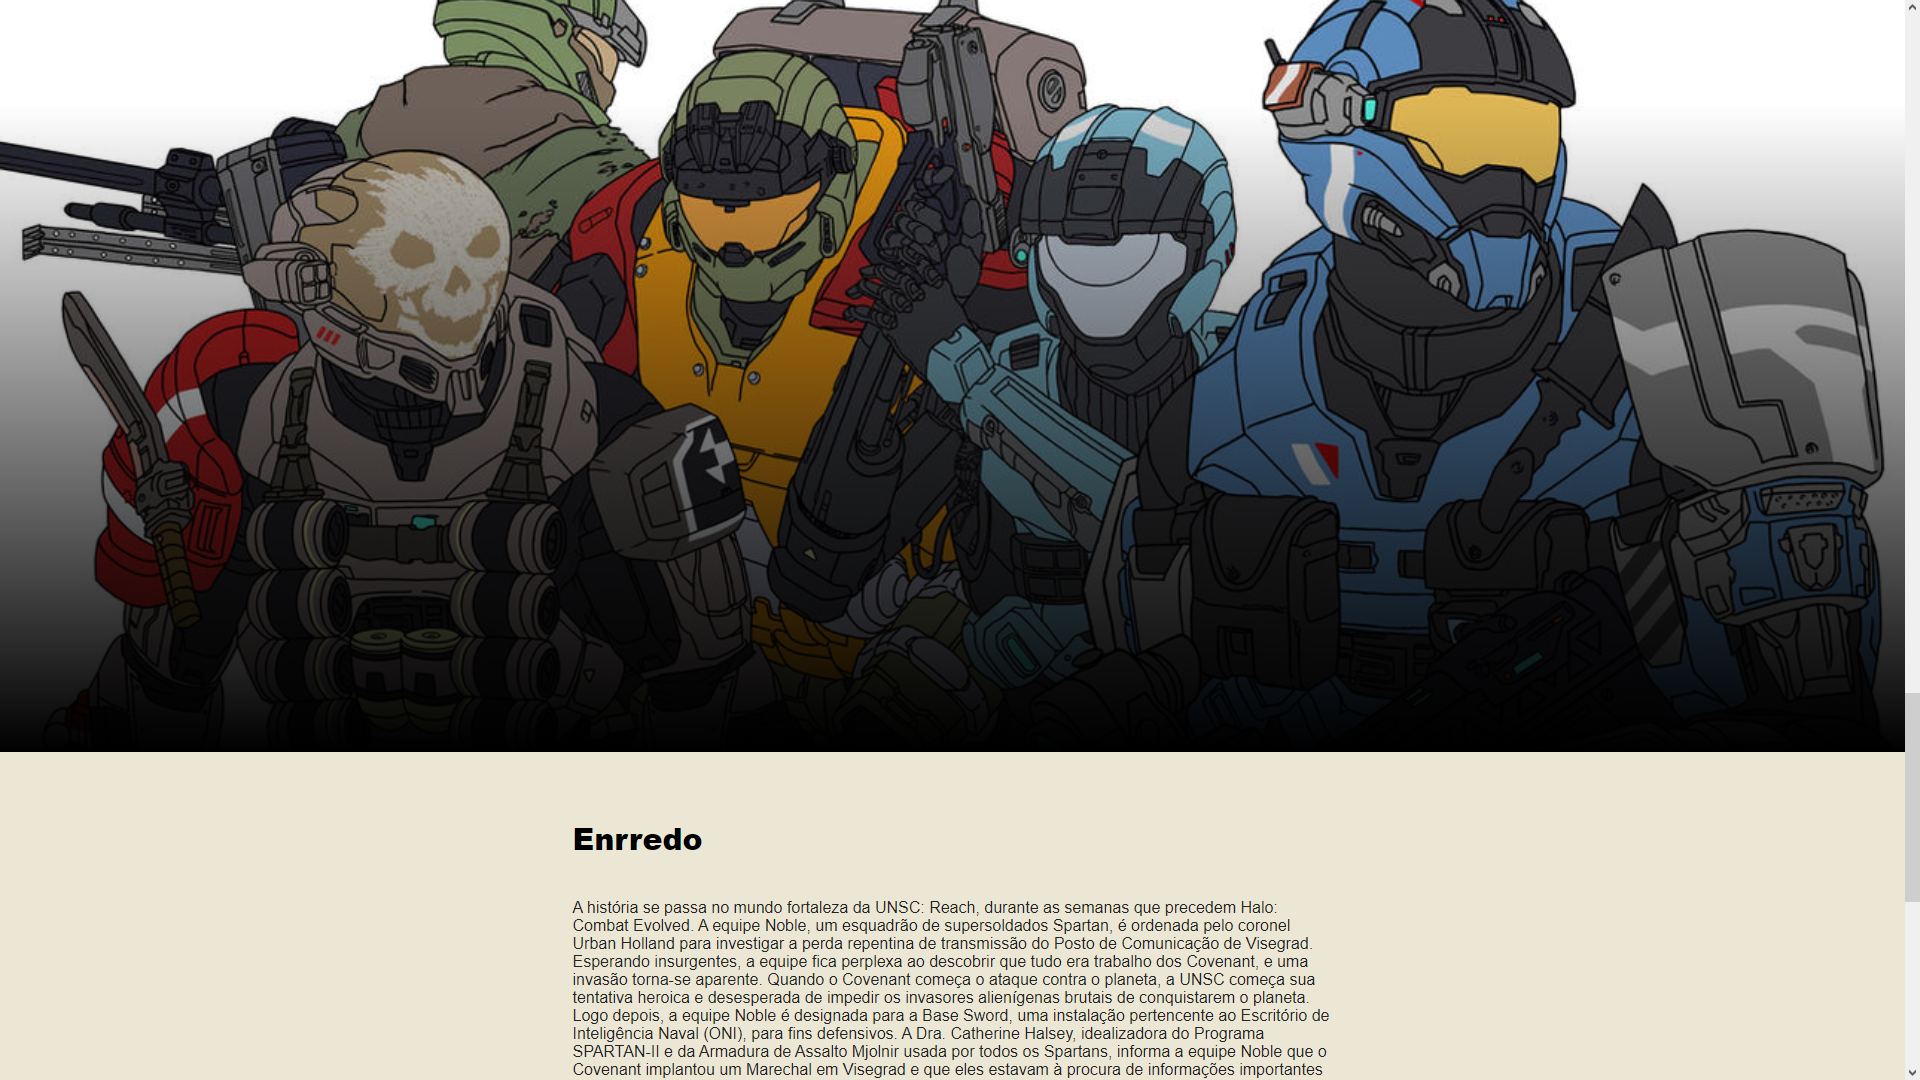 Enrredo
A história se passa no mundo fortaleza da UNSC: Reach, durante as semanas que precedem Halo:
Combat Evolved. A equipe Noble, um esquadrão de supersoldados Spartan, é ordenada pelo coronel
Urban Holland para investigar a perda repentina de transmissão do Posto de Comunicação de Visegrad.
Esperando insurgentes, a equipe fica perplexa ao descobrir que tudo era trabalho dos Covenant, e uma
invasão torna-se aparente. Quando o Covenant começa o ataque contra o planeta, a UNSC começa sua
tentativa heroica e desesperada de impedir os invasores alienígenas brutais de conquistarem o planeta.
Logo depois, a equipe Noble é designada para a Base Sword, uma instalação pertencente ao Escritório de
Inteligência Naval (ONI), para fins defensivos. A Dra. Catherine Halsey, idealizadora do Programa
SPARTAN-II e da Armadura de Assalto Mjolnir usada por todos os Spartans, informa a equipe Noble que o
Covenant implantou um Marechal em Visegrad e que eles estavam à procura de informações importantes